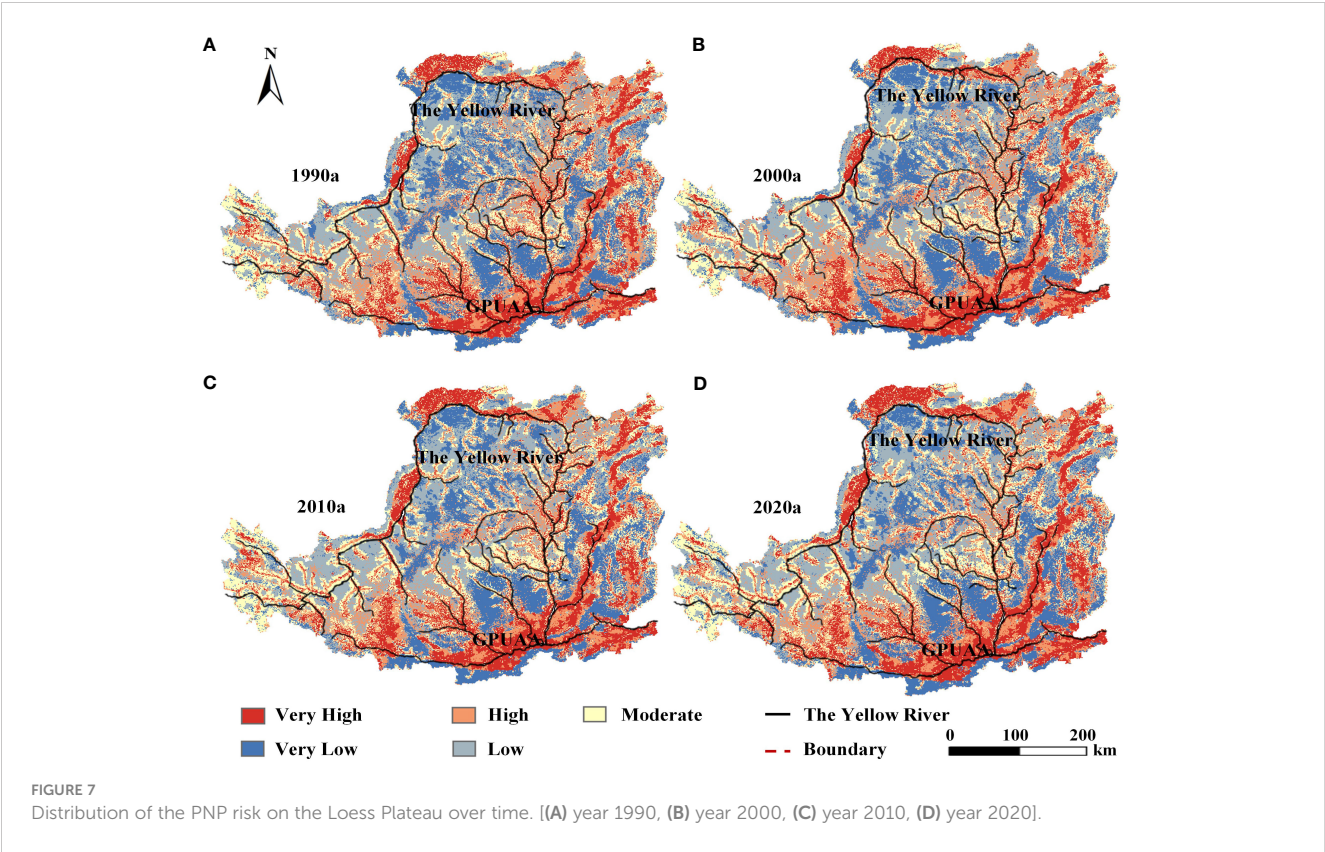 A
N
The Yellow River
1990a
GPUAA
B
The Yellow River
2000a
GPUAA
C
The Yellow River
2010a
GPUAA
D
The Yellow River
2020a
GPUAA
Very High
High
Moderate
The Yellow River
Very Low
Low
Boundary
0 100 200
km
FIGURE 7
Distribution of the PNP risk on the Loess Plateau over time. [(A) year 1990, (B) year 2000, (C) year 2010, (D) year 2020].